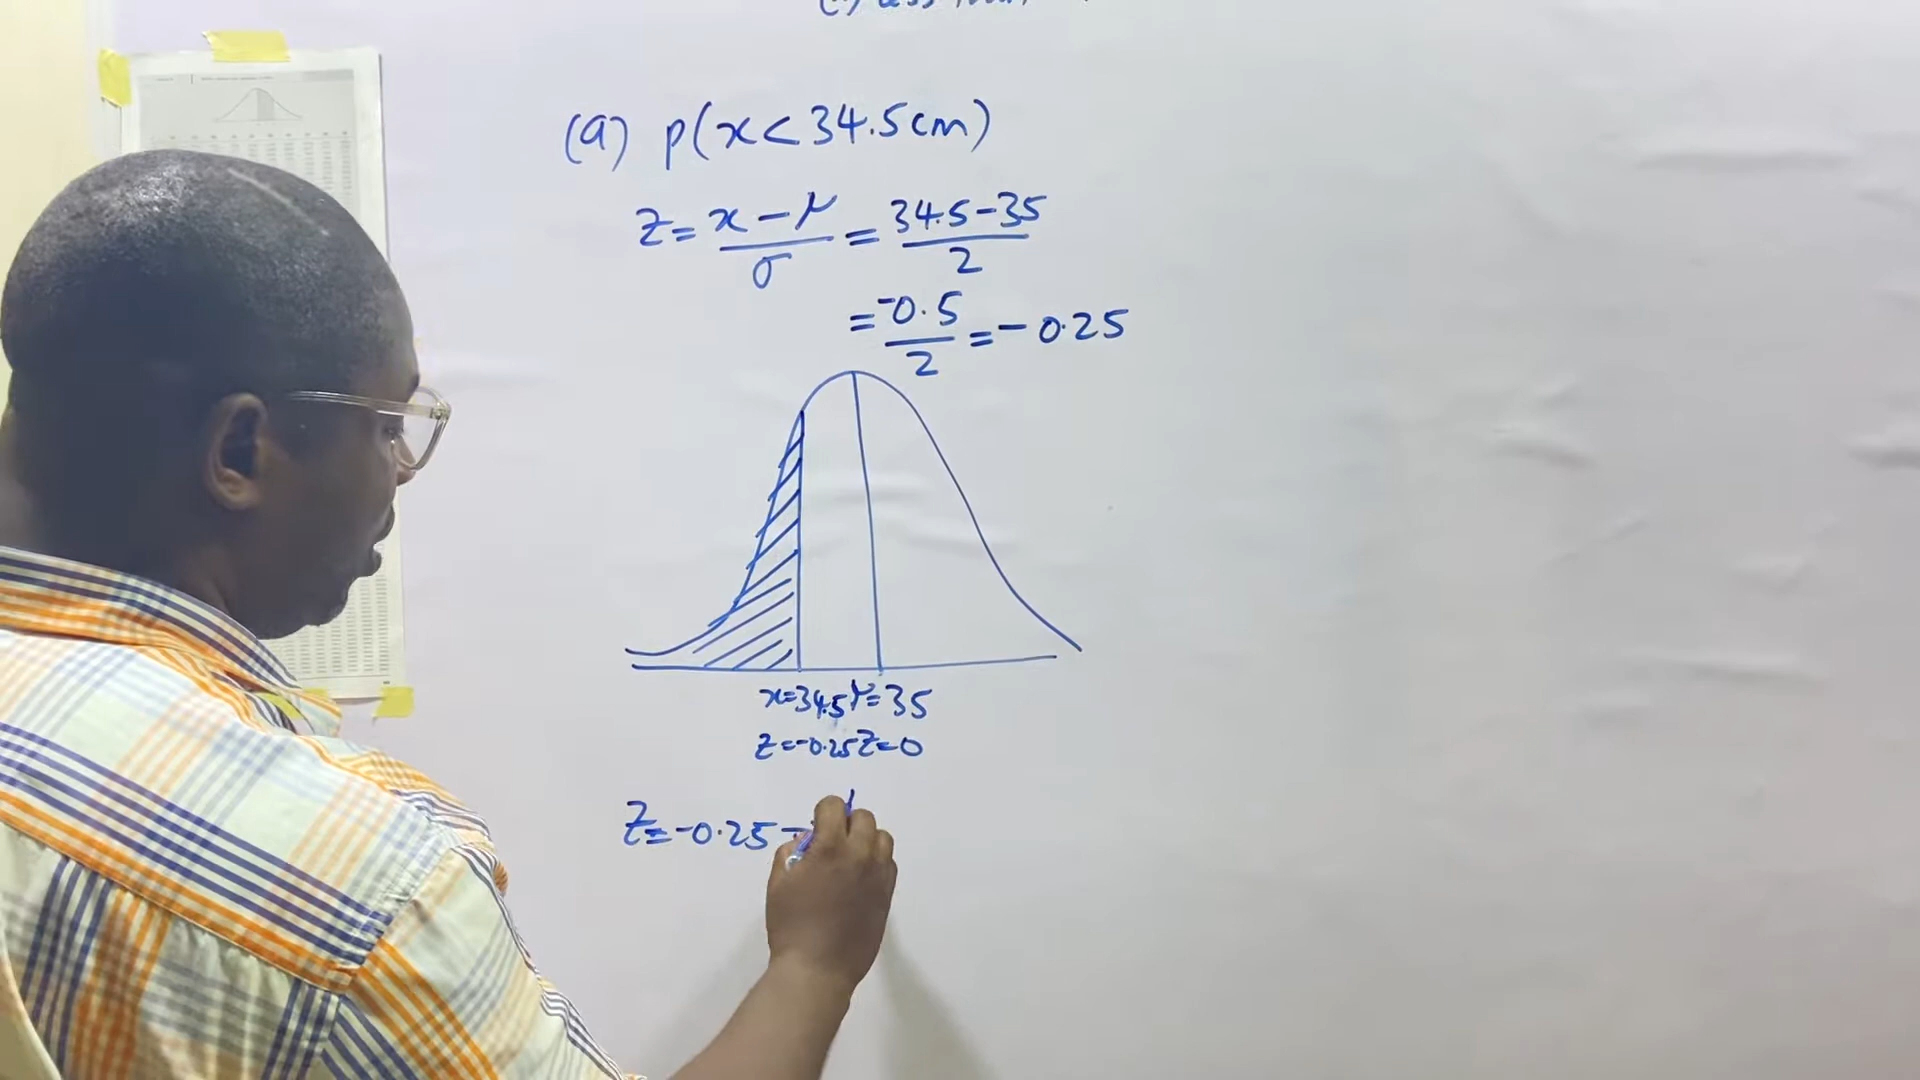 (a) p(x<34.5cm)
z = x-μ/σ = 34.5-35/2
= -0.5/2 = -0.25
x=34.5 μ=35
z=-0.25 z=0
Z=-0.25